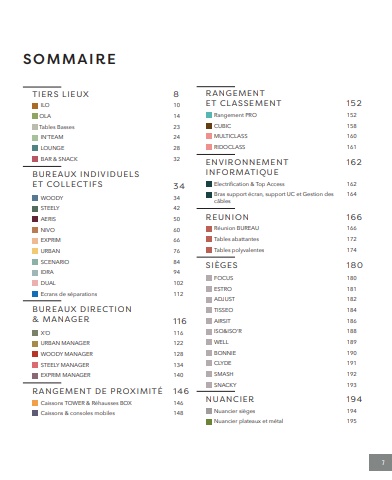 SOMMAIRE
TIERS LIEUX 8
ILO 10
OLA 14
Tables Basses 23
IN'TEAM 24
LOUNGE 28
BAR & SNACK 32
BUREAUX INDIVIDUELS
ET COLLECTIFS 34
WOODY 34
STEELY 42
AERIS 50
NIVO 60
EXPRIM 66
URBAN 76
SCENARIO 84
IDRA 94
DUAL 102
Ecrans de séparations 112
BUREAUX DIRECTION
& MANAGER 116
X'O 116
URBAN MANAGER 122
WOODY MANAGER 128
STEELY MANAGER 134
EXPRIM MANAGER 140
RANGEMENT DE PROXIMITÉ 146
Caissons TOWER & Réhausses BOX 146
Caissons & consoles mobiles 148
RANGEMENT
ET CLASSEMENT 152
Rangement PRO 152
CUBIC 158
MULTICLASS 160
RIDOCLASS 161
ENVIRONNEMENT 162
INFORMATIQUE
Electrification & Top Access 162
Bras support écran, support UC et Gestion des 164
câbles
REUNION 166
Réunion BUREAU 166
Tables abattantes 172
Tables polyvalentes 174
SIÈGES 180
FOCUS 180
ESTRO 181
ADJUST 182
TISSEO 184
AIRSIT 186
ISO&ISO'R 188
WELL 189
BONNIE 190
CLYDE 191
SMASH 192
SNACKY 193
NUANCIER 194
Nuancier sièges 194
Nuancier plateaux et métal 195
7